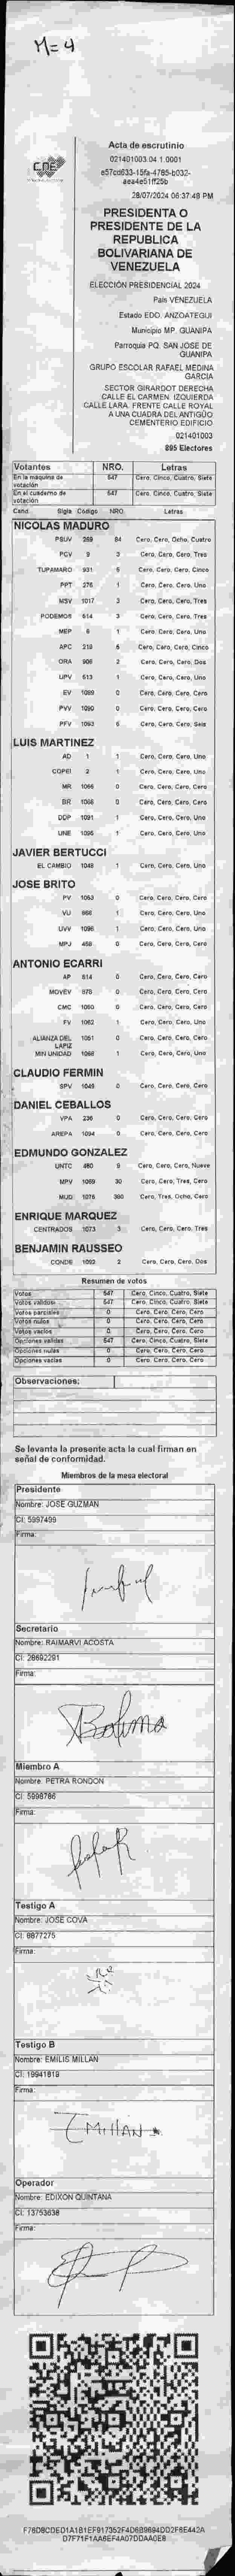 M=4
CNE
Acta de escrutinio
021401003.04.1.0001
28/07/2024 06:37:49 PM
PRESIDENTA O
PRESIDENTE DE LA
REPUBLICA
BOLIVARIANA DE
VENEZUELA
ELECCIÓN PRESIDENCIAL 2024
País VENEZUELA
Estado EDO. ANZOATEGUI
Municipio MP. GUANIPA
Parroquia PQ. SAN JOSE DE
GUANIPA
GRUPO ESCOLAR RAFAEL MEDINA
GARCIA
SECTOR GIRARDOT DERECHA
CALLE EL CARMEN. IZQUIERDA
CALLE LARA. FRENTE CALLE ROYAL
A UNA CUADRA DEL ANTIGUO
CEMENTERIO EDIFICIO
021401003
895 Electores
Votantes NRO. Letras
En la máquina de votación 547 Cero, Cinco, Cuatro, Siete
En el cuaderno de votación 547 Cero, Cinco, Cuatro, Siete
Cand. Sigla Código NRO. Letras
NICOLAS MADURO
PSUV 259 84 Cero, Cero, Ocho, Cuatro
PCV 9 3 Cero, Cero, Cero, Tres
TUPAMARO 931 5 Cero, Cero, Cero, Cinco
PPT 276 1 Cero, Cero, Cero, Uno
MSV 1017 3 Cero, Cero, Cero, Tres
PODEMOS 514 3 Cero, Cero, Cero, Tres
MEP 6 1 Cero, Cero, Cero, Uno
APC 219 5 Cero, Cero, Cero, Cinco
ORA 906 2 Cero, Cero, Cero, Dos
UPV 613 1 Cero, Cero, Cero, Uno
EV 1089 0 Cero, Cero, Cero, Cero
PVV 1090 0 Cero, Cero, Cero, Cero
PFV 1093 6 Cero, Cero, Cero, Seis
LUIS MARTINEZ
AD 1 1 Cero, Cero, Cero, Uno
COPEI 2 1 Cero, Cero, Cero, Uno
MR 1066 0 Cero, Cero, Cero, Cero
BR 1068 0 Cero, Cero, Cero, Cero
DDP 1091 1 Cero, Cero, Cero, Uno
UNE 1095 1 Cero, Cero, Cero, Uno
JAVIER BERTUCCI
EL CAMBIO 1048 1 Cero, Cero, Cero, Uno
JOSE BRITO
PV 1053 0 Cero, Cero, Cero, Cero
VU 868 1 Cero, Cero, Cero, Uno
UVV 1096 1 Cero, Cero, Cero, Uno
MPJ 458 0 Cero, Cero, Cero, Cero
ANTONIO ECARRI
AP 614 0 Cero, Cero, Cero, Cero
MOVEV 878 0 Cero, Cero, Cero, Cero
CMC 1050 0 Cero, Cero, Cero, Cero
FV 1062 1 Cero, Cero, Cero, Uno
ALIANZA DEL LAPIZ 1051 0 Cero, Cero, Cero, Cero
MIN UNIDAD 1068 1 Cero, Cero, Cero, Uno
CLAUDIO FERMIN
SPV 1049 0 Cero, Cero, Cero, Cero
DANIEL CEBALLOS
VPA 236 0 Cero, Cero, Cero, Cero
AREPA 1094 0 Cero, Cero, Cero, Cero
EDMUNDO GONZALEZ
UNTC 480 9 Cero, Cero, Cero, Nueve
MPV 1069 30 Cero, Cero, Tres, Cero
MUD 1076 380 Cero, Tres, Ocho, Cero
ENRIQUE MARQUEZ
CENTRADOS 1073 3 Cero, Cero, Cero, Tres
BENJAMIN RAUSSEO
CONDE 1092 2 Cero, Cero, Cero, Dos
Resumen de votos
Votos 547 Cero, Cinco, Cuatro, Siete
Votos validos 547 Cero, Cinco, Cuatro, Siete
Votos parciales 0 Cero, Cero, Cero, Cero
Votos nulos 0 Cero, Cero, Cero, Cero
Votos vacíos 0 Cero, Cero, Cero, Cero
Opciones validas 547 Cero, Cinco, Cuatro, Siete
Opciones nulas 0 Cero, Cero, Cero, Cero
Opciones vacías 0 Cero, Cero, Cero, Cero
Observaciones:
Se levanta la presente acta la cual firman en
señal de conformidad.
Miembros de la mesa electoral
Presidente
Nombre: JOSE GUZMAN
CI: 5997499
Firma:
Secretario
Nombre: RAIMARVI ACOSTA
CI: 28692291
Firma:
Miembro A
Nombre: PETRA RONDON
CI: 5998786
Firma:
Testigo A
Nombre: JOSE COVA
CI: 8877275
Firma:
Testigo B
Nombre: EMILIS MILLAN
CI: 19941919
Firma:
EMillAN
Operador
Nombre: EDIXON QUINTANA
CI: 13753638
Firma: